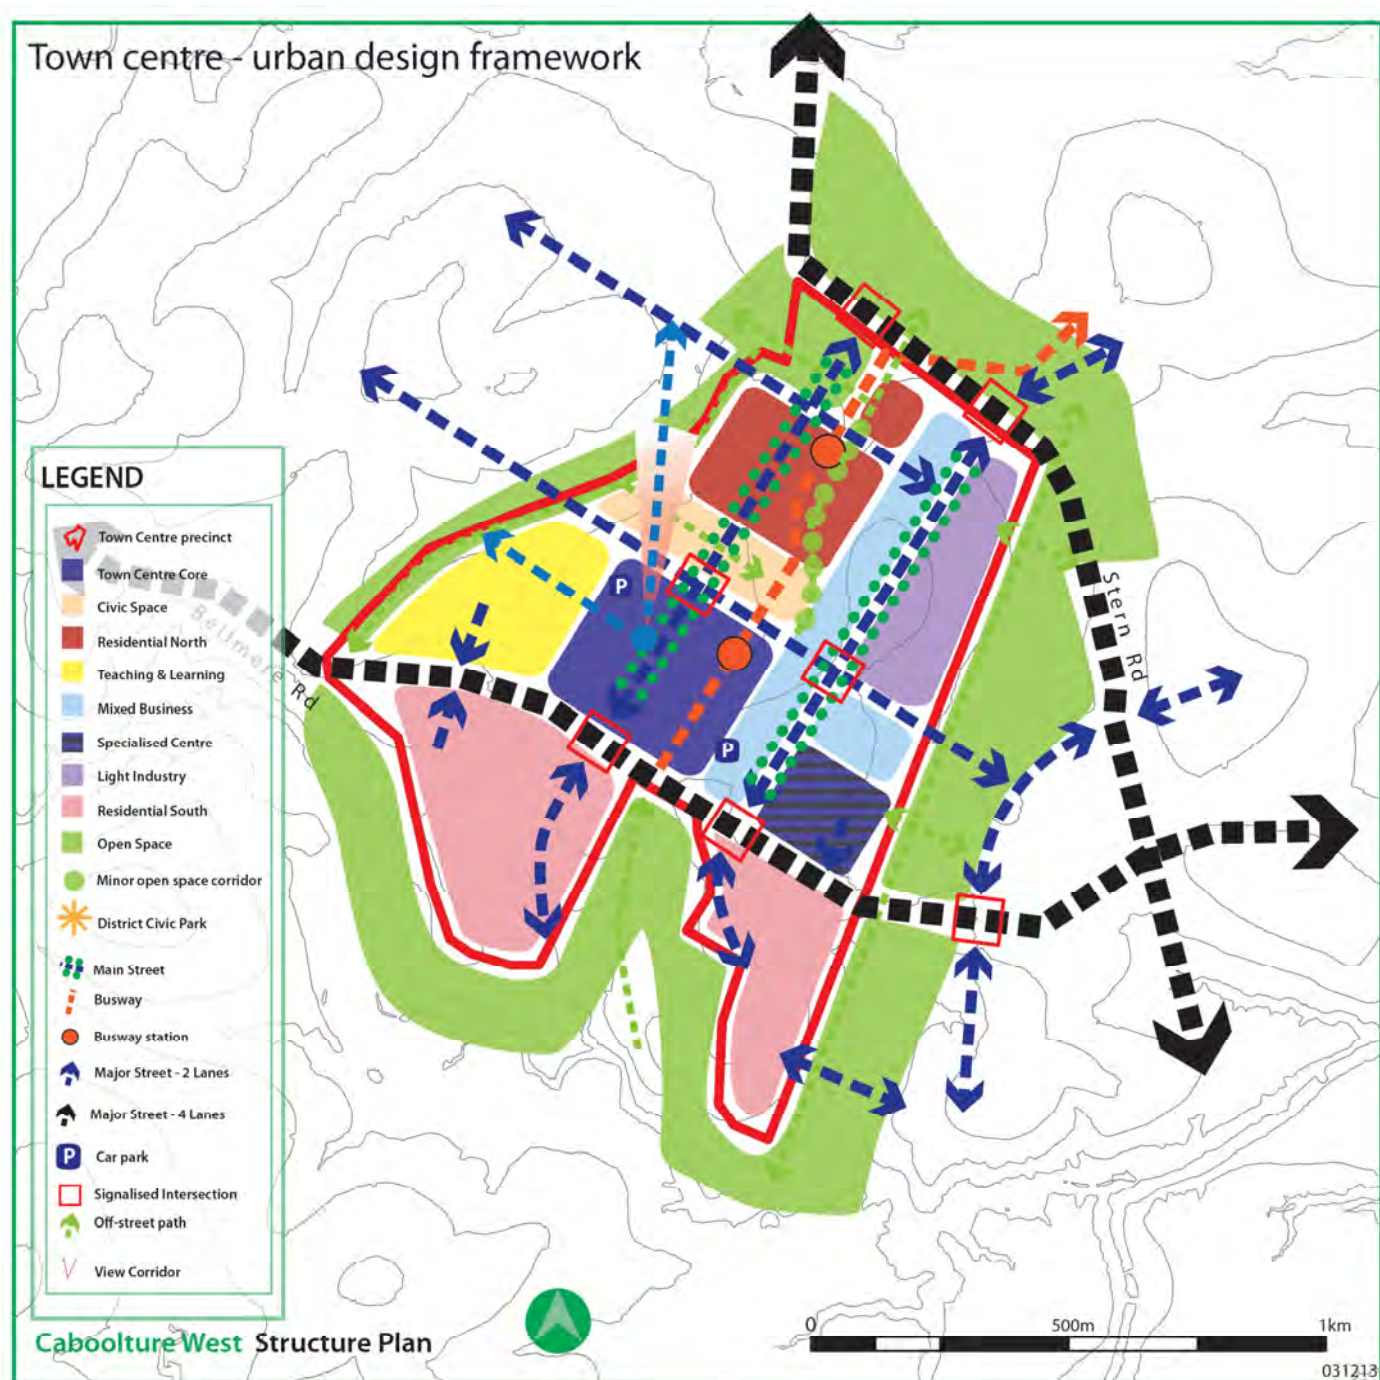 Town centre - urban design framework
LEGEND
Town Centre precinct
Town Centre Core
Civic Space
Residential North
Teaching & Learning
Mixed Business
Specialised Centre
Light Industry
Residential South
Open Space
Minor open space corridor
District Civic Park
Main Street
Busway
Busway station
Major Street - 2 Lanes
Major Street - 4 Lanes
P Car park
Signalised Intersection
Off-street path
View Corridor
Bellmere Rd
Stern Rd
P
P
Caboolture West Structure Plan
0 500m 1km
031213